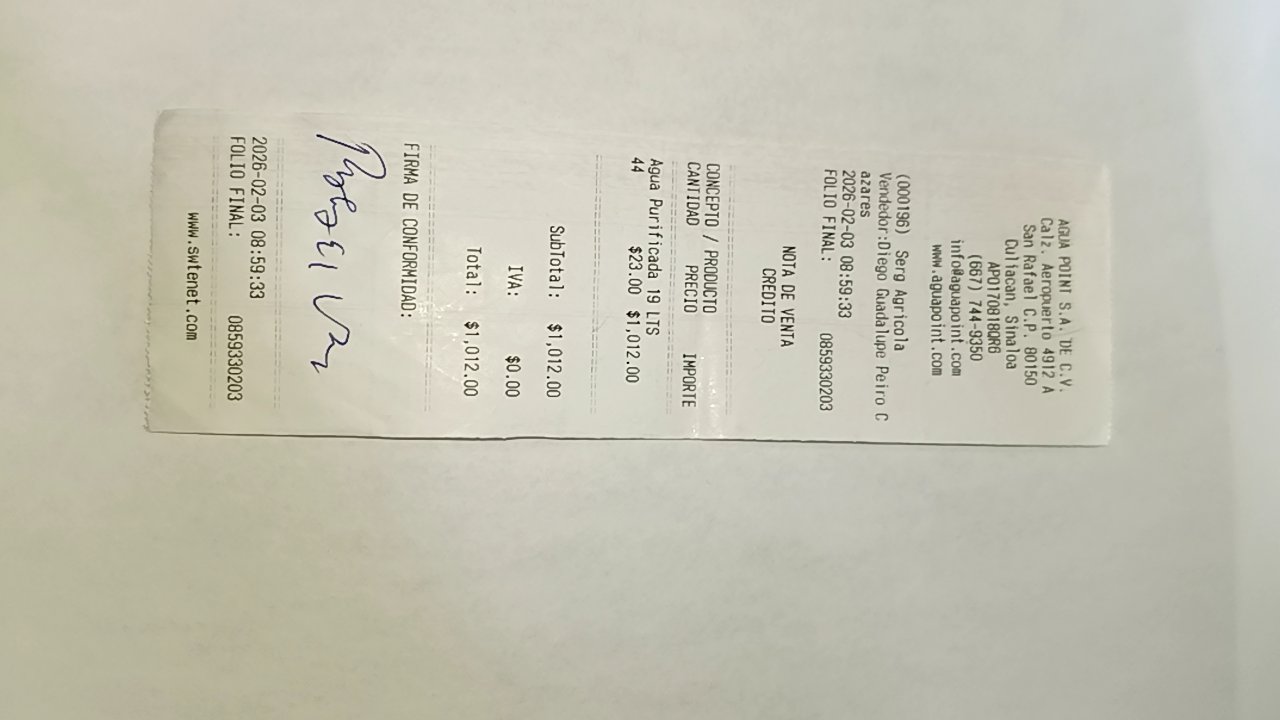 AGUA POINT S.A. DE C.V.
Calz. Aeropuerto 4912 A
San Rafael C.P. 80150
Culiacan, Sinaloa
APO170818QR6
(667) 744-9350
info@aguapoint.com
www.aguapoint.com
(000196) Serg Agricola
Vendedor:Diego Guadalupe Peiro C
azares
2026-02-03 08:59:33
FOLIO FINAL: 0859330203
NOTA DE VENTA
CREDITO
CONCEPTO / PRODUCTO
CANTIDAD PRECIO IMPORTE
Agua Purificada 19 LTS
44 $23.00 $1,012.00
SubTotal: $1,012.00
IVA: $0.00
Total: $1,012.00
FIRMA DE CONFORMIDAD:
2026-02-03 08:59:33
FOLIO FINAL: 0859330203
www.swtenet.com